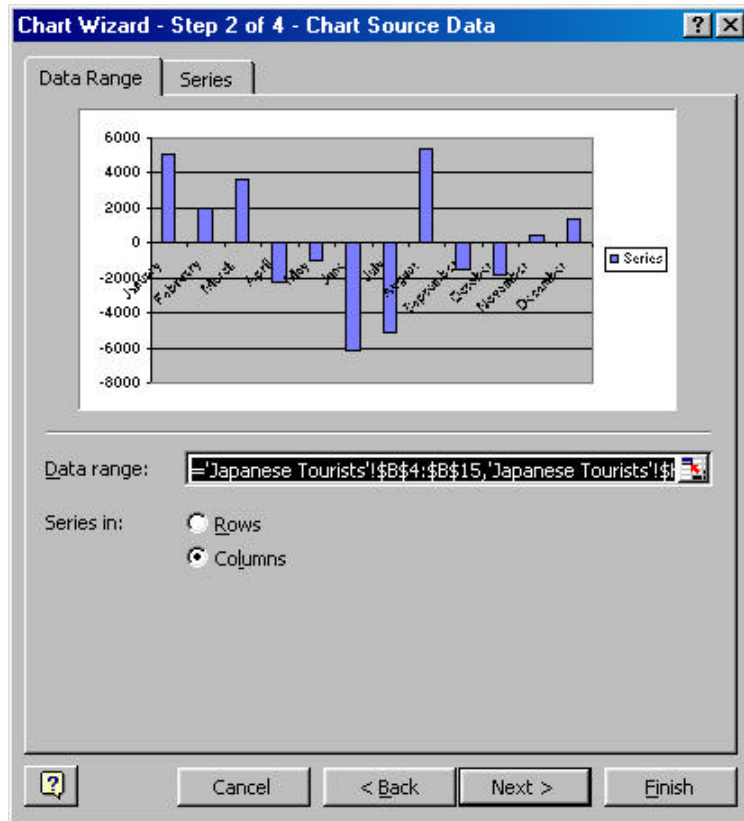 Chart Wizard - Step 2 of 4 - Chart Source Data
Data Range Series
6000
4000
2000
0
-2000
-4000
-6000
-8000
January February March April May June July August September October November December
Series
Data range: ='Japanese Tourists'!$B$4:$B$15,'Japanese Tourists'!$
Series in: Rows
Columns
Cancel < Back Next > Finish